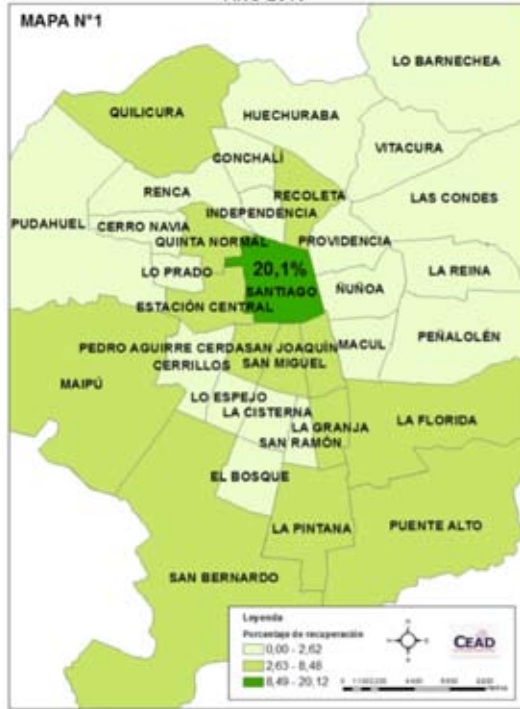 MAPA N°1
LO BARNECHEA
QUILICURA
HUECHURABA
VITACURA
CONCHALÍ
RENCA
RECOLETA
LAS CONDES
INDEPENDENCIA
PUDAHUEL
CERRO NAVIA
QUINTA NORMAL
PROVIDENCIA
LO PRADO
20,1%
SANTIAGO
ÑUÑOA
LA REINA
ESTACIÓN CENTRAL
PEDRO AGUIRRE CERDA
SAN JOAQUÍN
MACUL
PEÑALOLÉN
CERRILLOS
SAN MIGUEL
MAIPÚ
LO ESPEJO
LA CISTERNA
LA GRANJA
LA FLORIDA
SAN RAMÓN
EL BOSQUE
LA PINTANA
PUENTE ALTO
SAN BERNARDO
Leyenda
Porcentaje de recuperación
0,00 - 2,62
2,63 - 8,48
8,49 - 20,12
CEAD